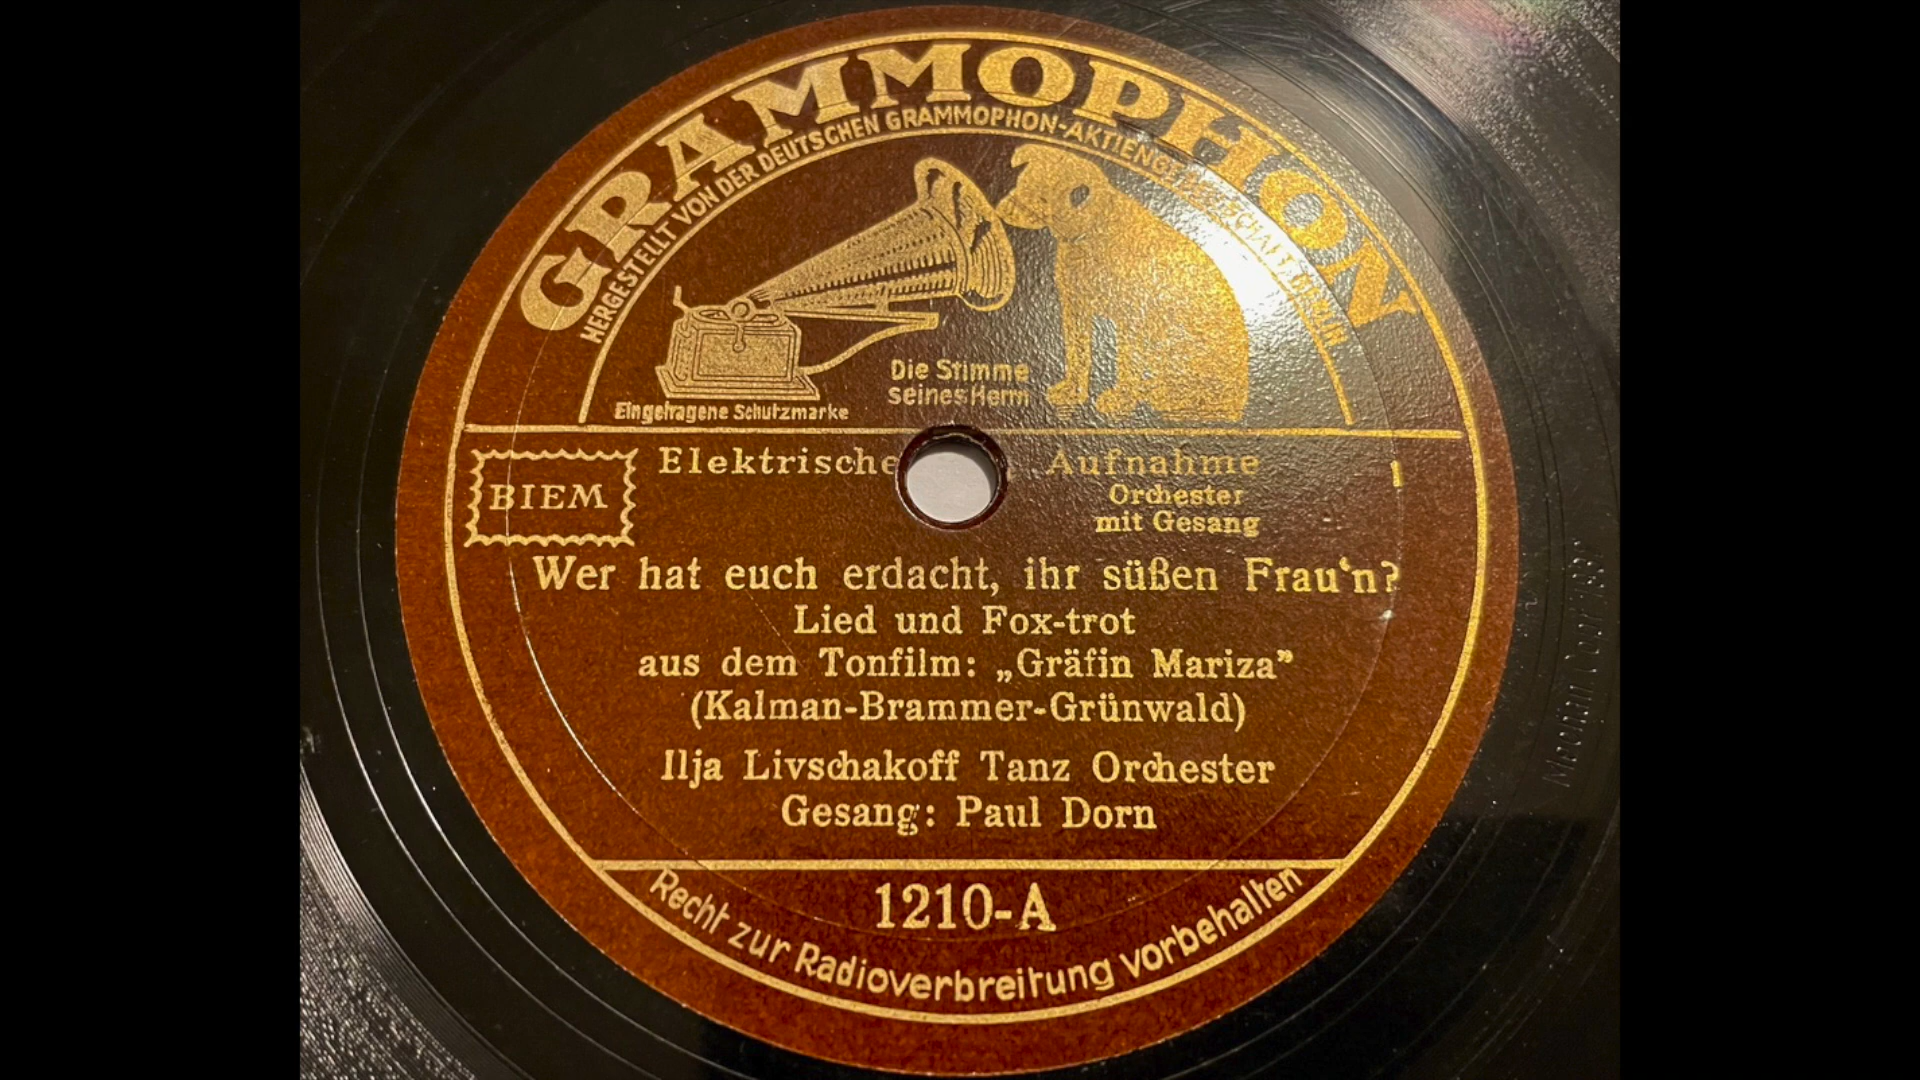 GRAMMOPHON
HERGESTELLT VON DER DEUTSCHEN GRAMMOPHON-AKTIENGESELLSCHAFT BERLIN
Die Stimme
seines Herrn
Eingetragene Schutzmarke
Elektrische Aufnahme
BIEM
Orchester
mit Gesang
Wer hat euch erdacht, ihr süßen Frau'n?
Lied und Fox-trot
aus dem Tonfilm: „Gräfin Mariza”
(Kalman-Brammer-Grünwald)
Ilja Livschakoff Tanz Orchester
Gesang: Paul Dorn
1210-A
Recht zur Radioverbreitung vorbehalten